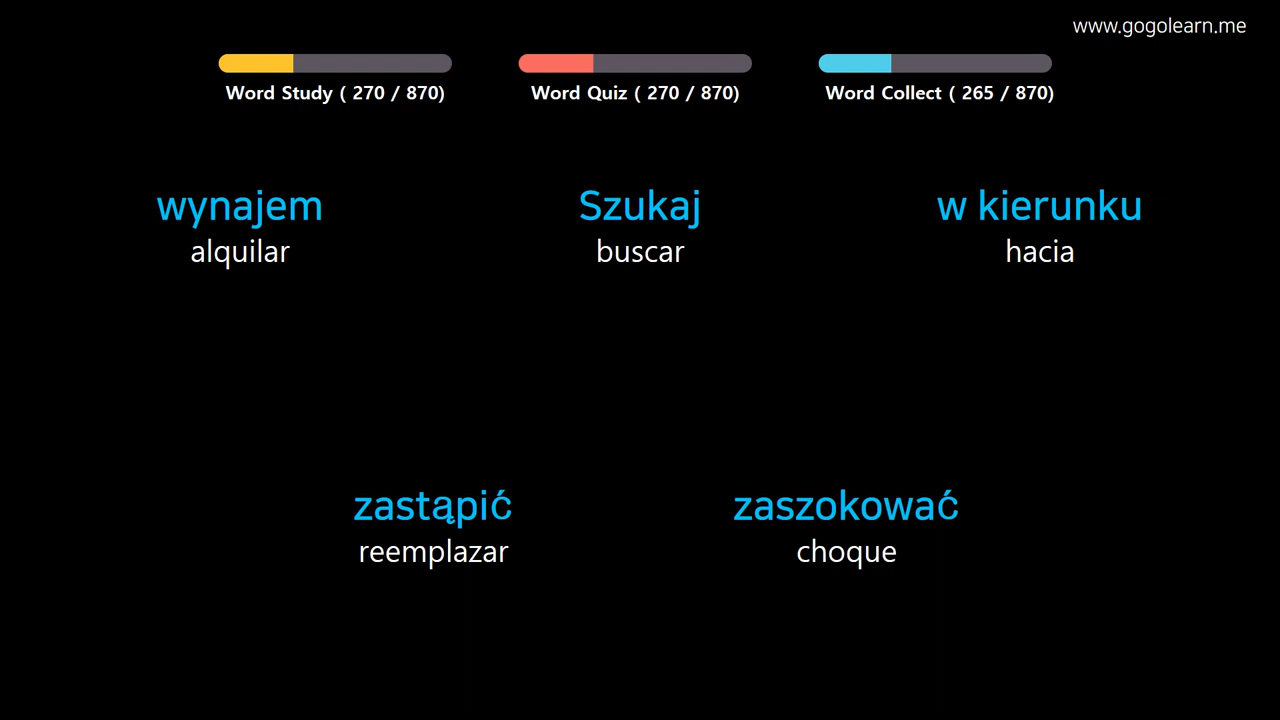 www.gogolearn.me
Word Study ( 270 / 870)
Word Quiz ( 270 / 870)
Word Collect ( 265 / 870)
wynajem
alquilar
Szukaj
buscar
w kierunku
hacia
zastąpić
reemplazar
zaszokować
choque